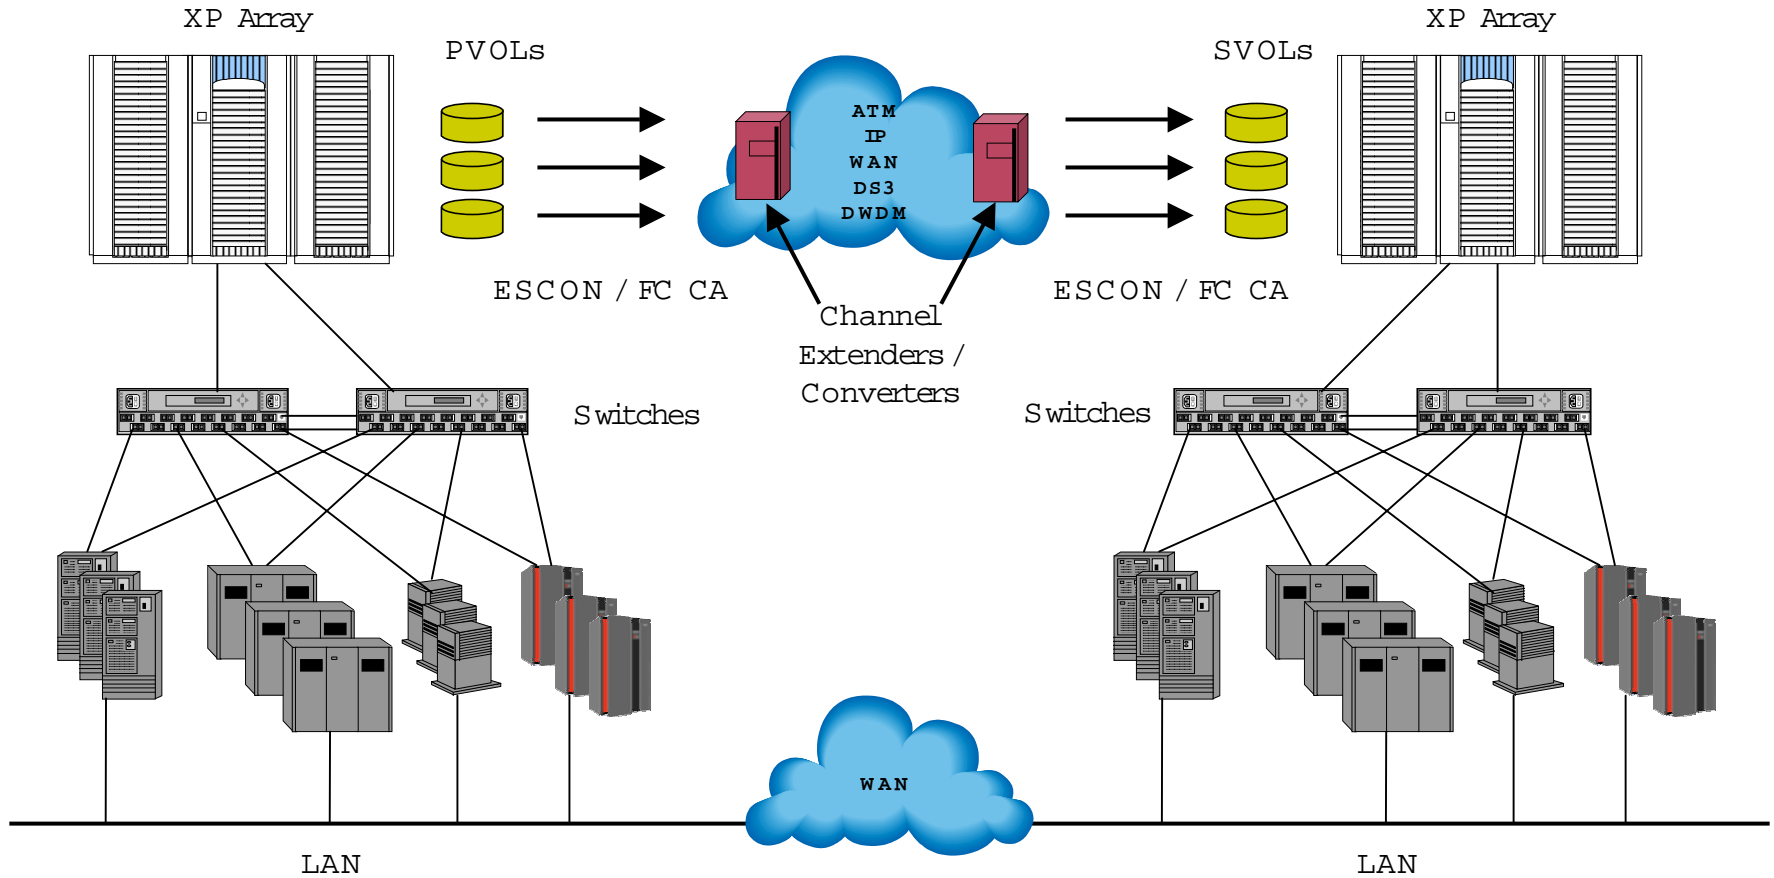 XP Array
XP Array
PVOLs
SVOLs
ATM
IP
WAN
DS3
DWDM
ESCON / FC CA
ESCON / FC CA
Channel
Extenders /
Converters
Switches
Switches
WAN
LAN
LAN